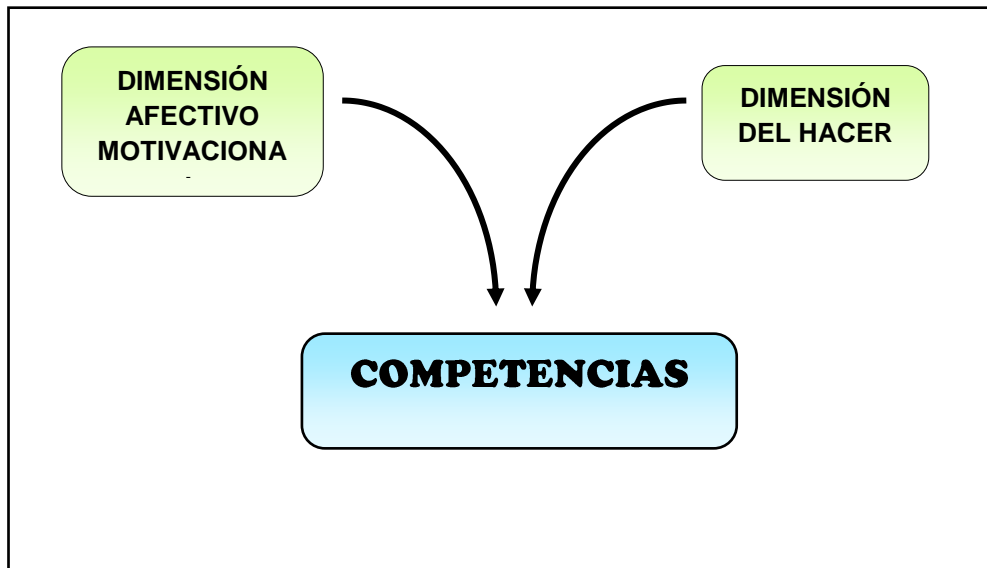 DIMENSIÓN
AFECTIVO
MOTIVACIONA
DIMENSIÓN
DEL HACER
COMPETENCIAS